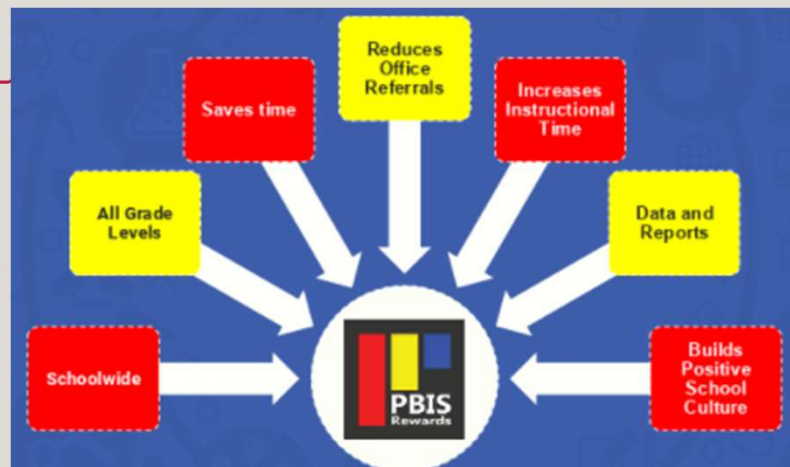 Reduces
Office
Referrals
Saves time
Increases
Instructional
Time
All Grade
Levels
Data and
Reports
Schoolwide
Builds
Positive
School
Culture
PBIS
Rewards